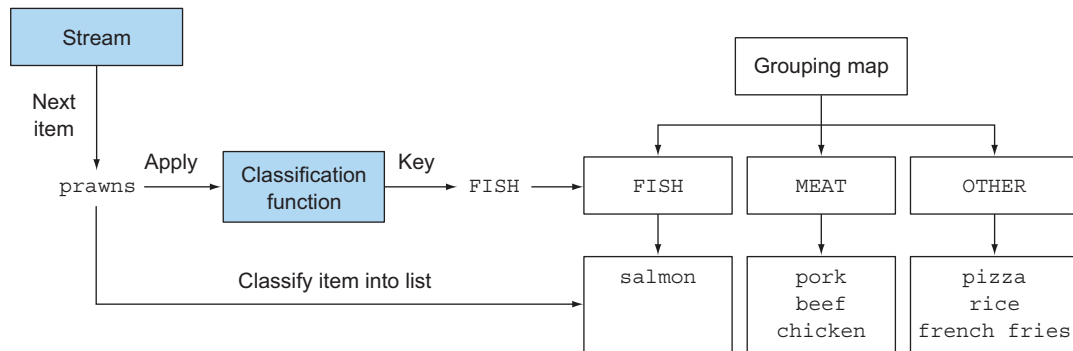 Stream
Grouping map
Next
item
prawns
Apply
Classification
function
Key
FISH
FISH
MEAT
OTHER
Classify item into list
salmon
pork
beef
chicken
pizza
rice
french fries